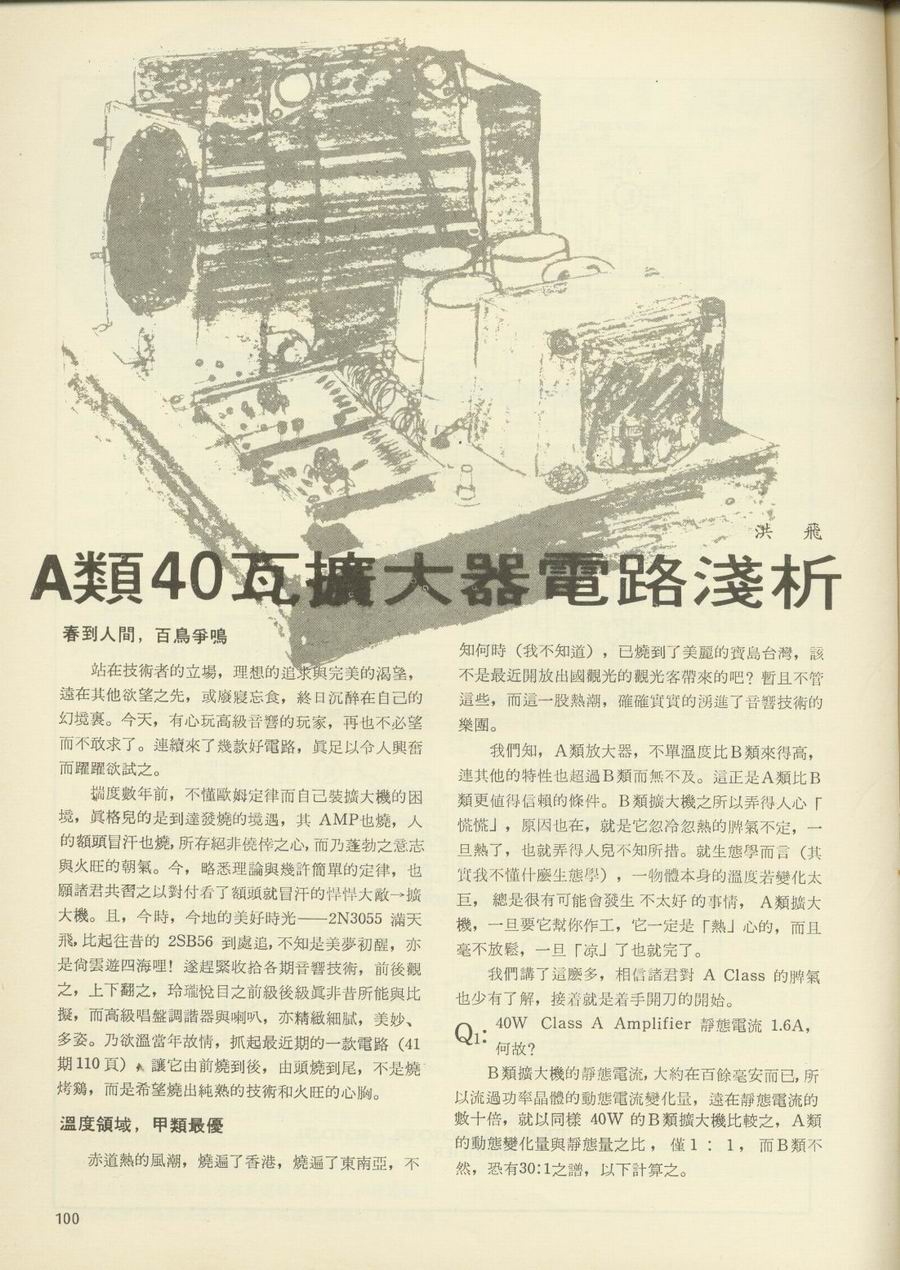 洪　飛
A類40瓦擴大器電路淺析
春到人間，百鳥爭鳴
站在技術者的立場，理想的追求與完美的渴望，
遠在其他欲望之先，或廢寢忘食，終日沉醉在自己的
幻境裏。今天，有心玩高級音響的玩家，再也不必望
而不敢求了。連續來了幾款好電路，眞足以令人興奮
而躍躍欲試之。
揣度數年前，不懂歐姆定律而自己裝擴大機的困
境，眞格兒的是到達發燒的境遇，其 AMP也燒，人
的額頭冒汗也燒，所存絕非僥倖之心，而乃蓬勃之意志
與火旺的朝氣。今，略悉理論與幾許簡單的定律，也
願諸君共習之以對付看了額頭就冒汗的悍悍大敵→擴
大機。且，今時，今地的美好時光——2N3055 滿天
飛，比起往昔的 2SB56 到處追，不知是美夢初醒，亦
是尙雲遊四海哩！遂趕緊收拾各期音響技術，前後觀
之，上下翻之，玲瓏悅目之前級後級眞非昔所能與比
擬，而高級唱盤調諧器與喇叭，亦精緻細膩，美妙、
多姿。乃欲溫當年故情，抓起最近期的一款電路（41
期110頁），讓它由前燒到後，由頭燒到尾，不是燒
烤鷄，而是希望燒出純熟的技術和火旺的心胸。
溫度領域，甲類最優
赤道熱的風潮，燒遍了香港，燒遍了東南亞，不
知何時（我不知道），已燒到了美麗的寶島台灣，該
不是最近開放出國觀光的觀光客帶來的吧？暫且不管
這些，而這一股熱潮，確確實實的湧進了音響技術的
樂園。
我們知，A類放大器，不單溫度比B類來得高，
連其他的特性也超過B類而無不及。這正是A類比B
類更值得信賴的條件。B類擴大機之所以弄得人心「
慌慌」，原因也在，就是它忽冷忽熱的脾氣不定，一
旦熱了，也就弄得人兒不知所措。就生態學而言（其
實我不懂什麼生態學），一物體本身的溫度若變化太
巨，總是很有可能會發生不太好的事情，A類擴大
機，一旦要它幫你作工，它一定是「熱」心的，而且
毫不放鬆，一旦「凉」了也就完了。
我們講了這麼多，相信諸君對 A Class 的脾氣
也少有了解，接着就是着手開刀的開始。
Q1: 40W Class A Amplifier 靜態電流 1.6A，
何故？
B類擴大機的靜態電流，大約在百餘毫安而已，所
以流過功率晶體的動態電流變化量，遠在靜態電流的
數十倍，就以同樣 40W 的B類擴大機比較之，A類
的動態變化量與靜態量之比，僅1：1，而B類不
然，恐有30:1之譜，以下計算之。
100